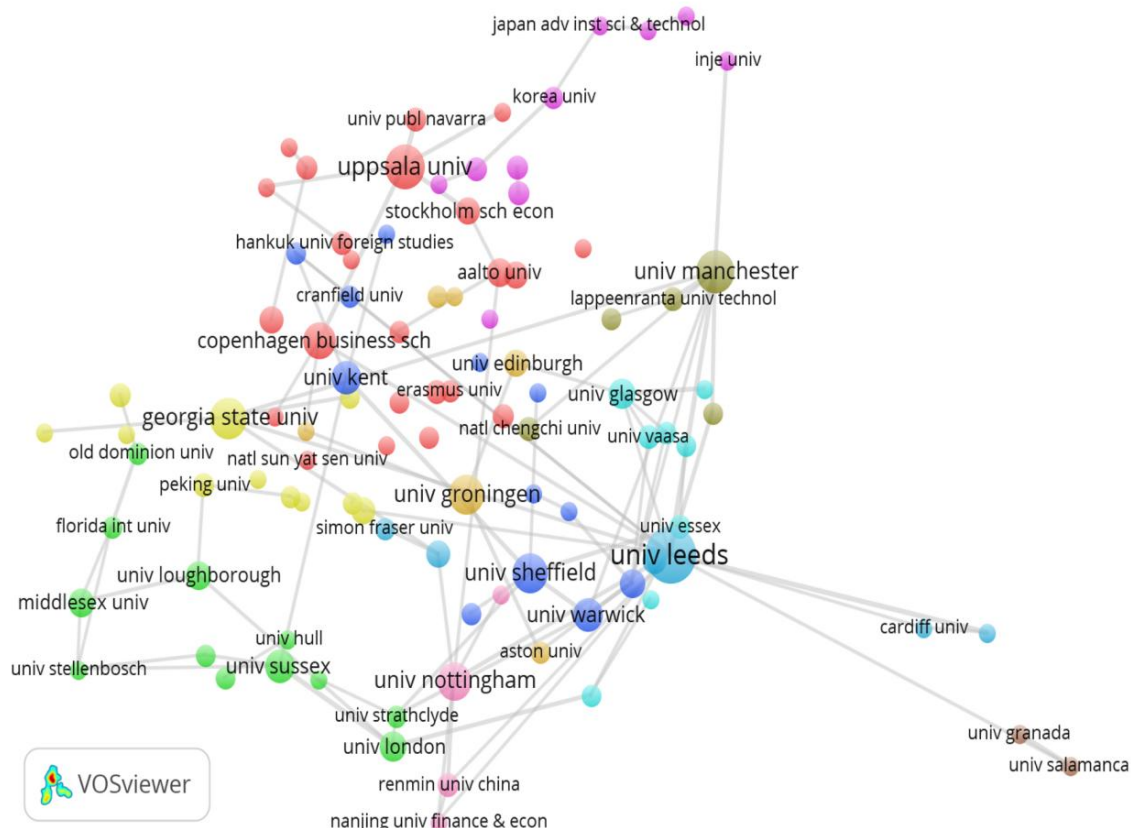 japan adv inst sci & technol
inje univ
korea univ
univ publ navarra
uppsala univ
stockholm sch econ
hankuk univ foreign studies
aalto univ
univ manchester
cranfield univ
lappeenranta univ technol
copenhagen business sch
univ edinburgh
univ kent
erasmus univ
univ glasgow
georgia state univ
natl chengchi univ
univ vaasa
old dominion univ
natl sun yat sen univ
peking univ
univ groningen
florida int univ
simon fraser univ
univ essex
univ leeds
univ loughborough
univ sheffield
middlesex univ
univ warwick
cardiff univ
univ hull
aston univ
univ stellenbosch
univ sussex
univ nottingham
univ strathclyde
univ granada
univ london
univ salamanca
renmin univ china
VOSviewer
nanjing univ finance & econ